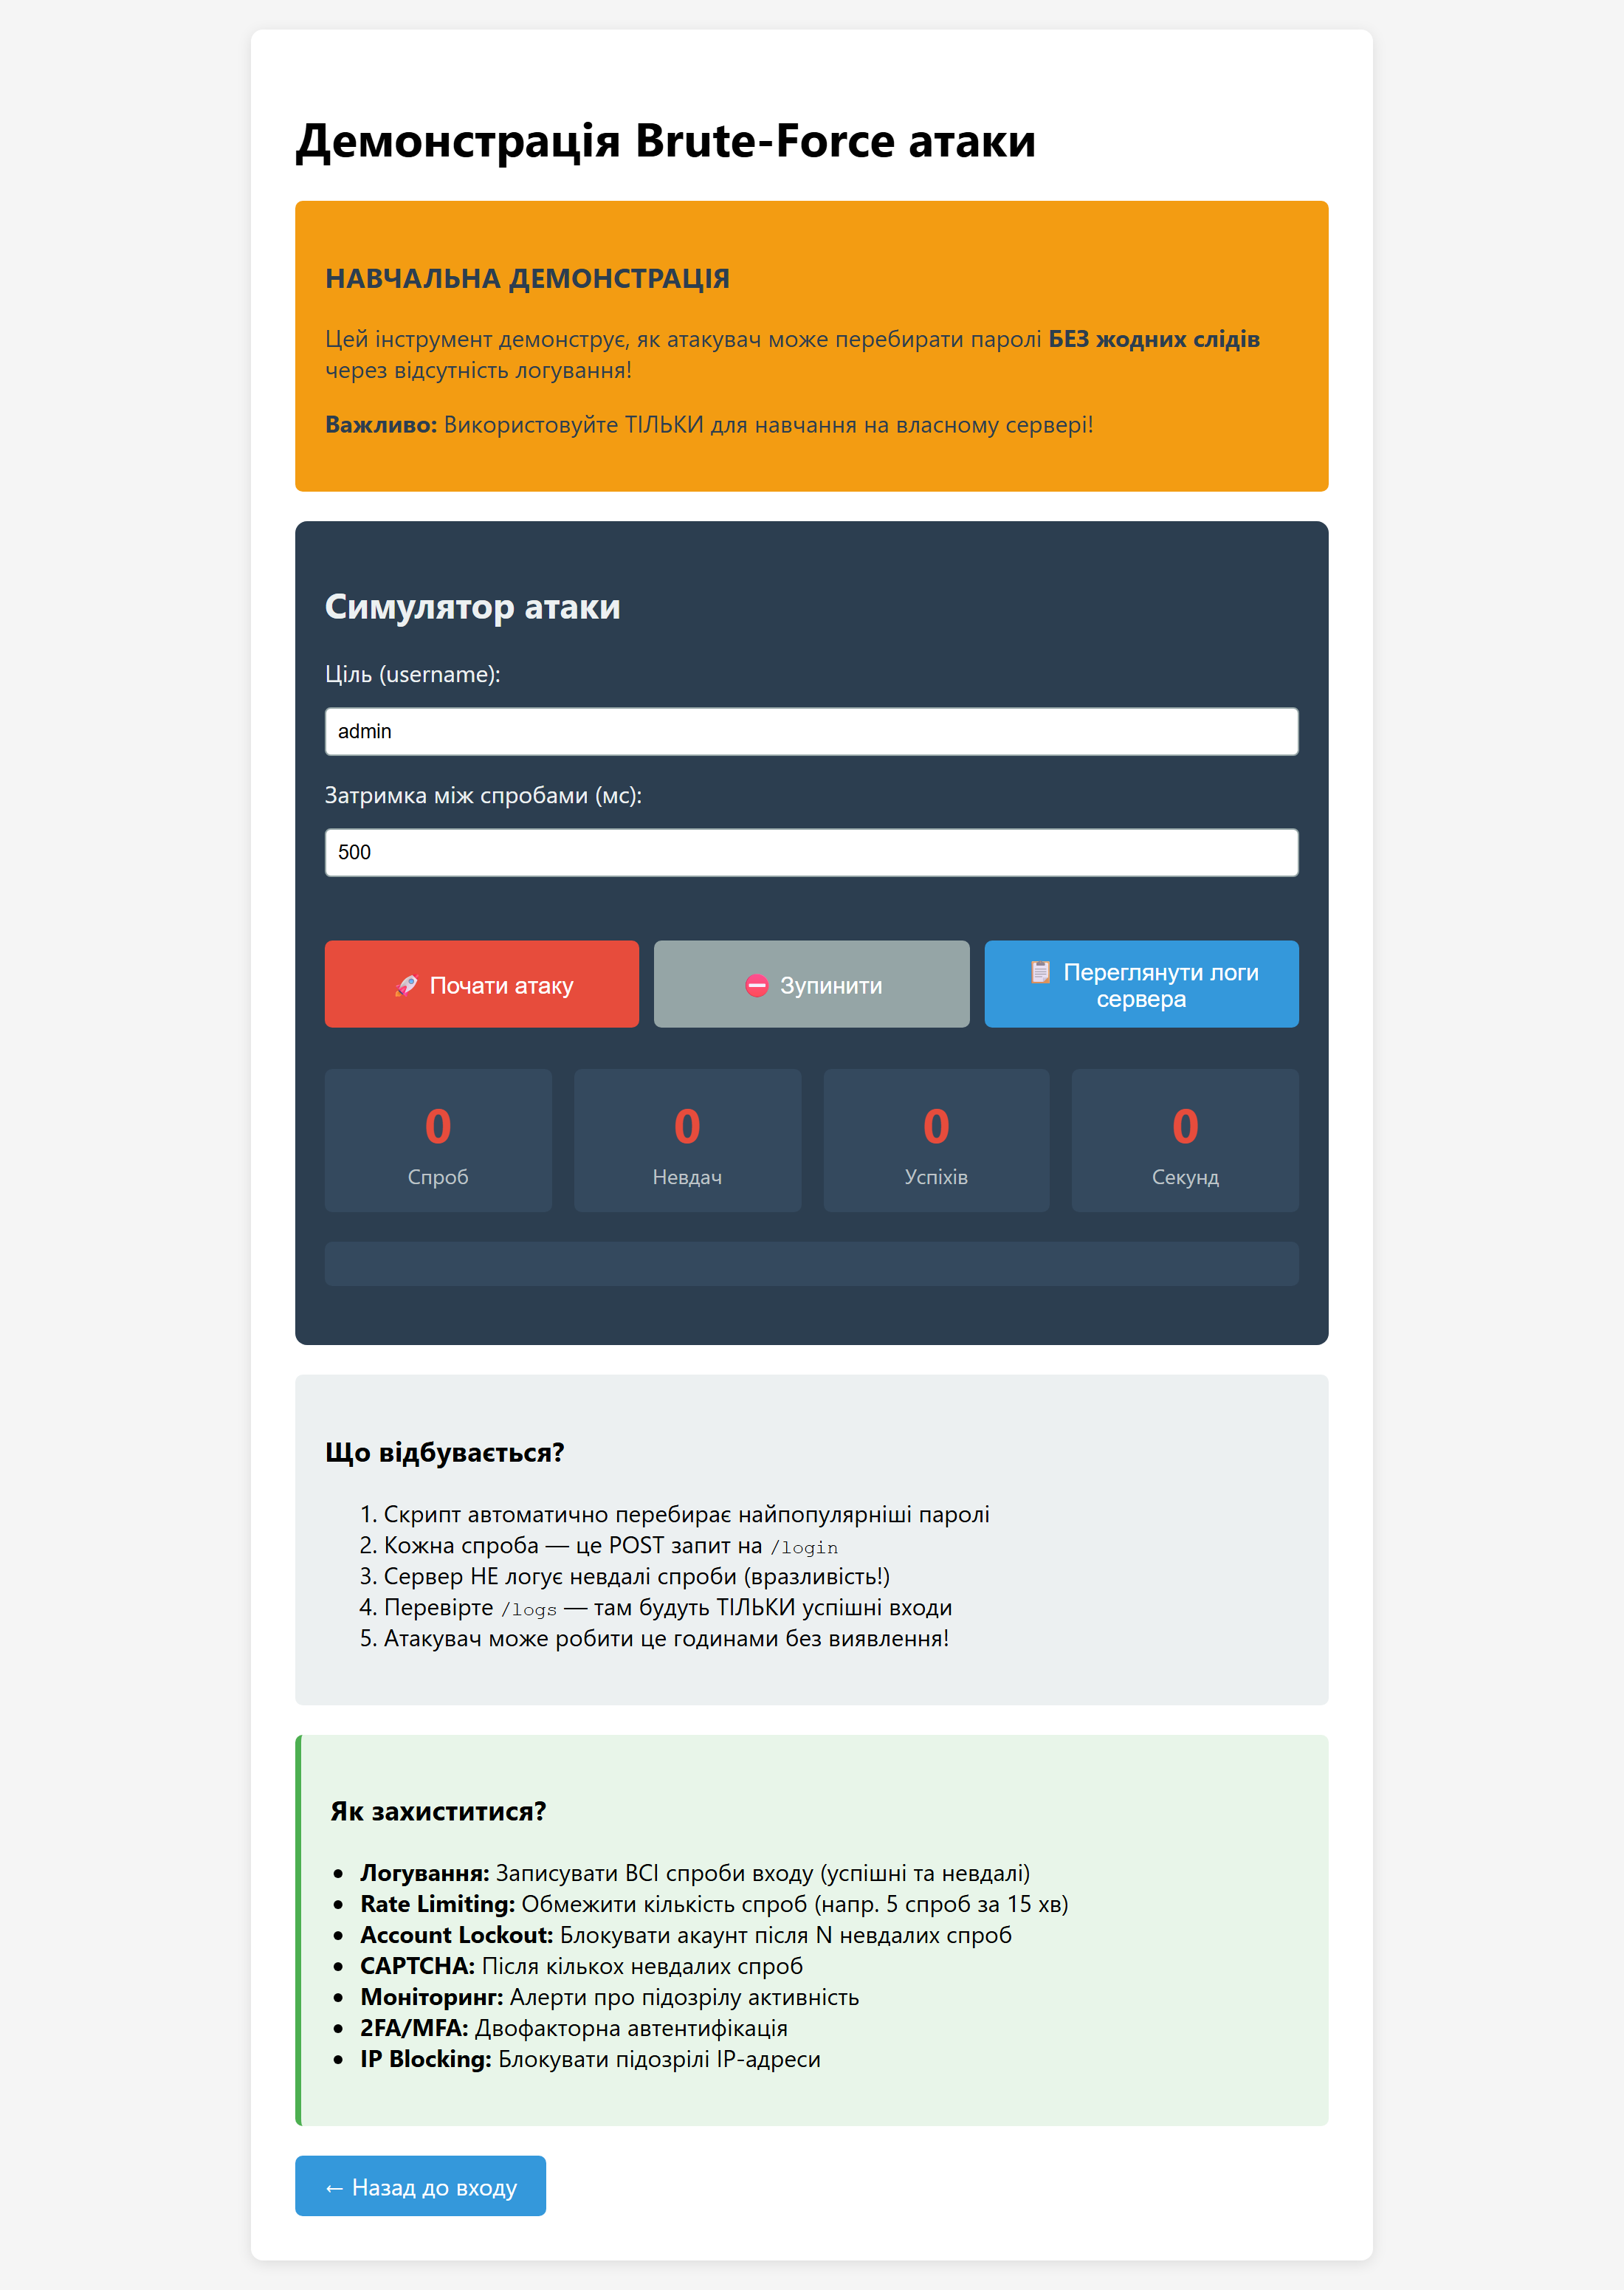 Демонстрація Brute-Force атаки
НАВЧАЛЬНА ДЕМОНСТРАЦІЯ
Цей інструмент демонструє, як атакувач може перебирати паролі БЕЗ жодних слідів
через відсутність логування!
Важливо: Використовуйте ТІЛЬКИ для навчання на власному сервері!
Симулятор атаки
Ціль (username):
admin
Затримка між спробами (мс):
500
🚀 Почати атаку
⛔ Зупинити
📋 Переглянути логи
сервера
0
Спроб
0
Невдач
0
Успіхів
0
Секунд
Що відбувається?
1. Скрипт автоматично перебирає найпопулярніші паролі
2. Кожна спроба — це POST запит на /login
3. Сервер НЕ логує невдалі спроби (вразливість!)
4. Перевірте /logs — там будуть ТІЛЬКИ успішні входи
5. Атакувач може робити це годинами без виявлення!
Як захиститися?
• Логування: Записувати ВСІ спроби входу (успішні та невдалі)
• Rate Limiting: Обмежити кількість спроб (напр. 5 спроб за 15 хв)
• Account Lockout: Блокувати акаунт після N невдалих спроб
• CAPTCHA: Після кількох невдалих спроб
• Моніторинг: Алерти про підозрілу активність
• 2FA/MFA: Двофакторна автентифікація
• IP Blocking: Блокувати підозрілі IP-адреси
← Назад до входу